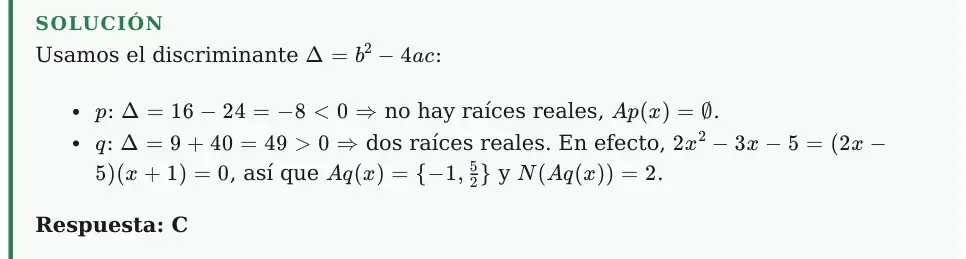 SOLUCIÓN
Usamos el discriminante Δ = b² − 4ac:
• p: Δ = 16 − 24 = −8 < 0 ⇒ no hay raíces reales, Ap(x) = ∅.
• q: Δ = 9 + 40 = 49 > 0 ⇒ dos raíces reales. En efecto, 2x² − 3x − 5 = (2x −
5)(x + 1) = 0, así que Aq(x) = {−1, 5/2} y N(Aq(x)) = 2.
Respuesta: C